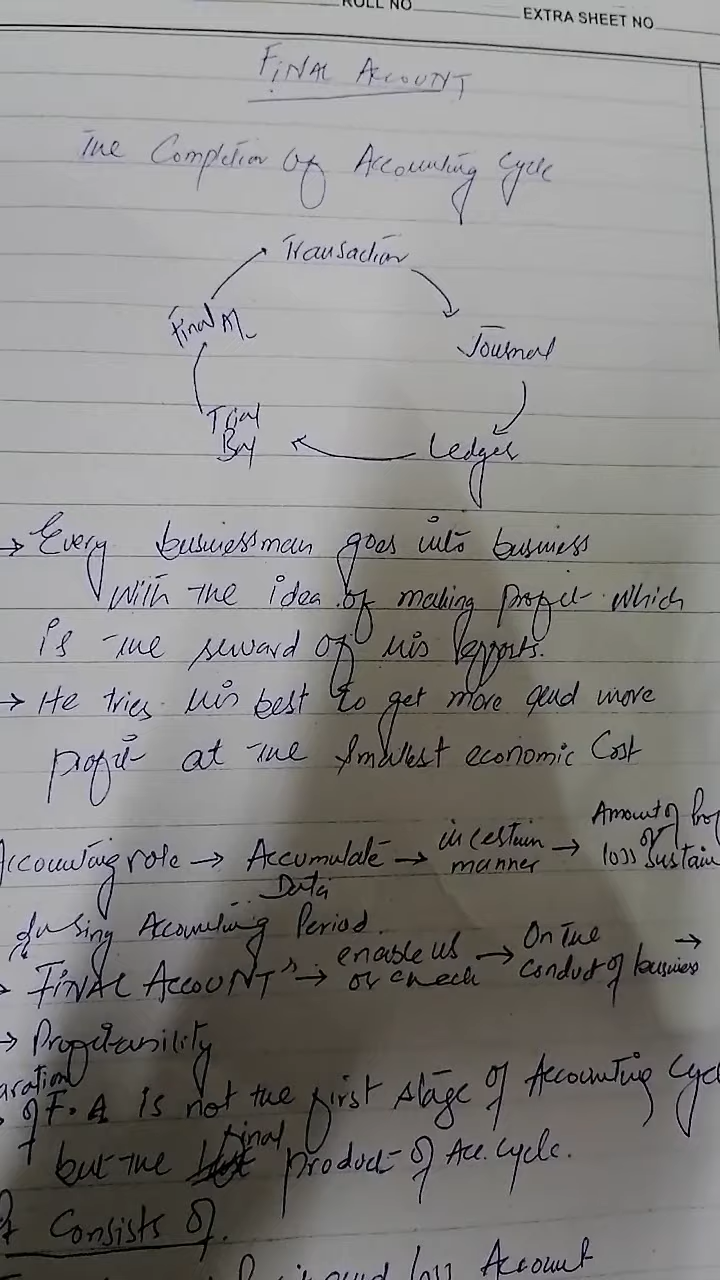 ROLL NO
EXTRA SHEET NO
FINAL ACCOUNT
The Completion Of Accounting Cycle
Transaction
Final A/c
Journal
Trial
Bal
Ledger
→ Every businessman goes into business
with the idea of making profit which
is the reward of his efforts.
→ He tries his best to get more and more
profit at the smallest economic Cost
Accounting role → Accumulate Data → in certain manner → Amount of Pro or loss sustain
during Accounting Period.
→ FINAL ACCOUNT" → enable us or check → On The conduct of business →
→ Profitability
aration
of F.A is not the first stage of Accounting Cycl
but the Final product of Acc. cycle.
It Consists of.
and loss Account